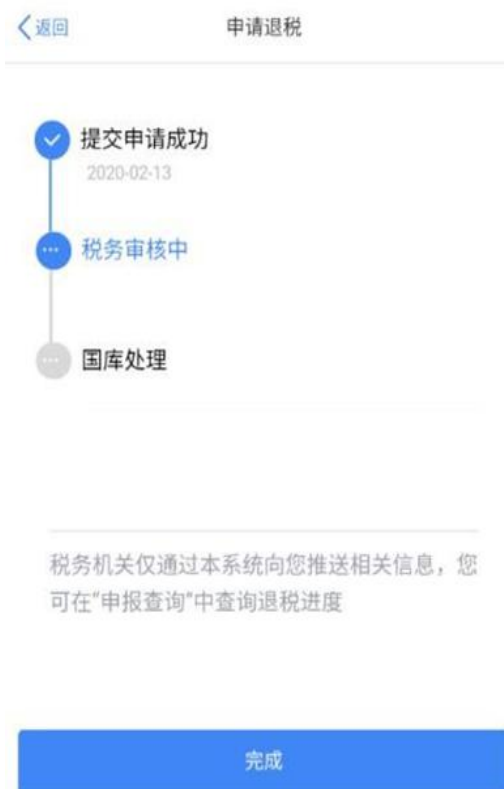 返回
申请退税
提交申请成功
2020-02-13
税务审核中
国库处理
税务机关仅通过本系统向您推送相关信息，您
可在“申报查询”中查询退税进度
完成